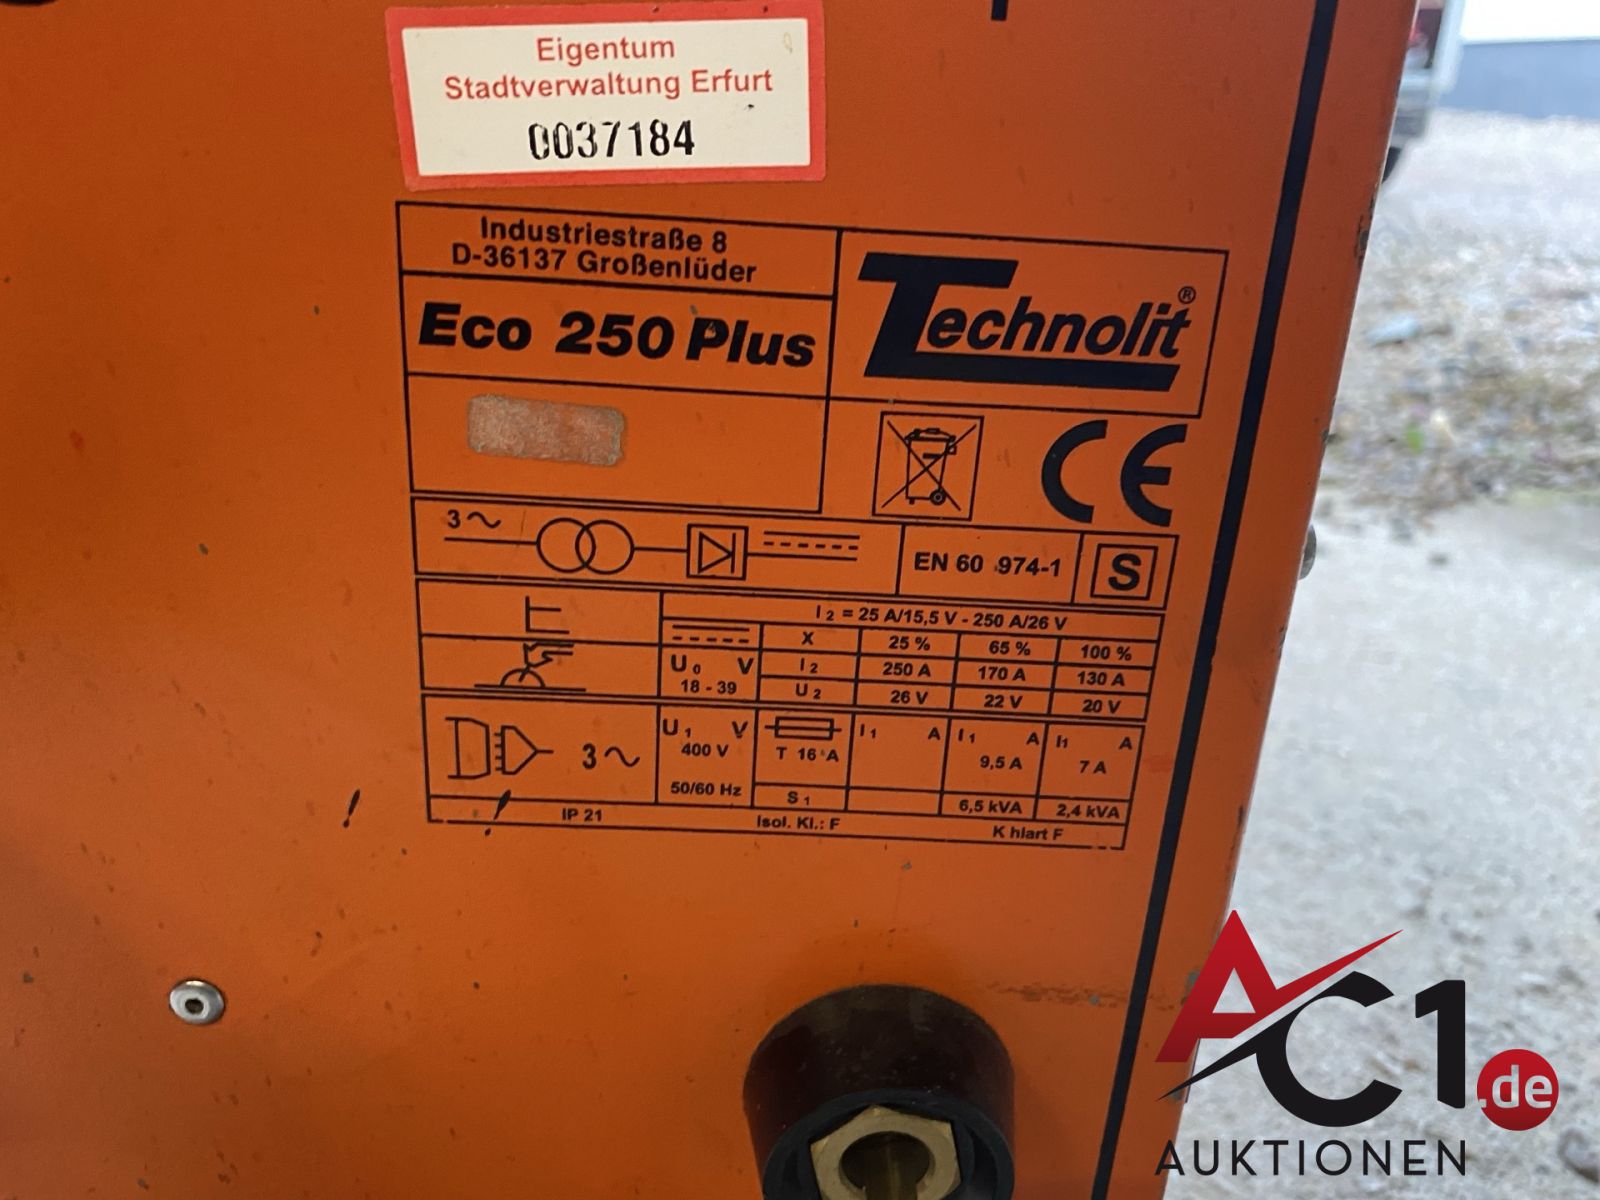 Eigentum
Stadtverwaltung Erfurt
0037184
Industriestraße 8
D-36137 Großenlüder
Eco 250 Plus
Technolit®
CE
3~
EN 60 974-1
S
I2 = 25 A/15,5 V - 250 A/26 V
X 25 % 65 % 100 %
U0 V I2 250 A 170 A 130 A
18 - 39 U2 26 V 22 V 20 V
3~
U1 V I1 A I1 A I1 A
400 V T 16 A 9,5 A 7 A
50/60 Hz S1 6,5 kVA 2,4 kVA
IP 21 Isol. Kl.: F K hlart F
AC1.de
AUKTIONEN